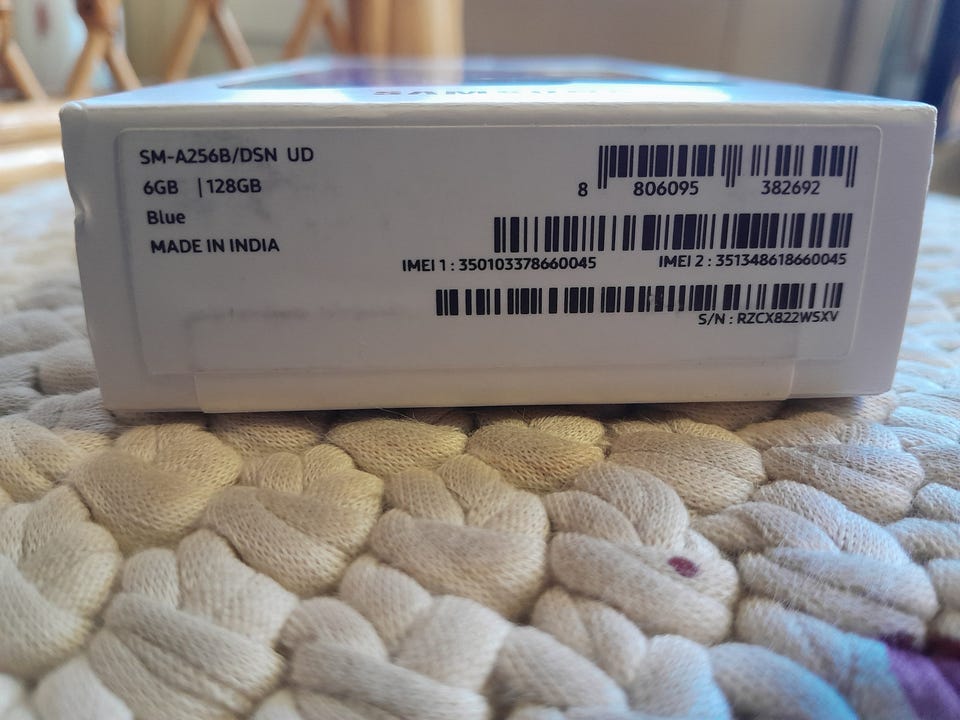 SAMSUNG
SM-A256B/DSN UD
6GB | 128GB
Blue
MADE IN INDIA
8 806095 382692
IMEI 1 : 350103378660045
IMEI 2 : 351348618660045
S/N : RZCX822WSXV